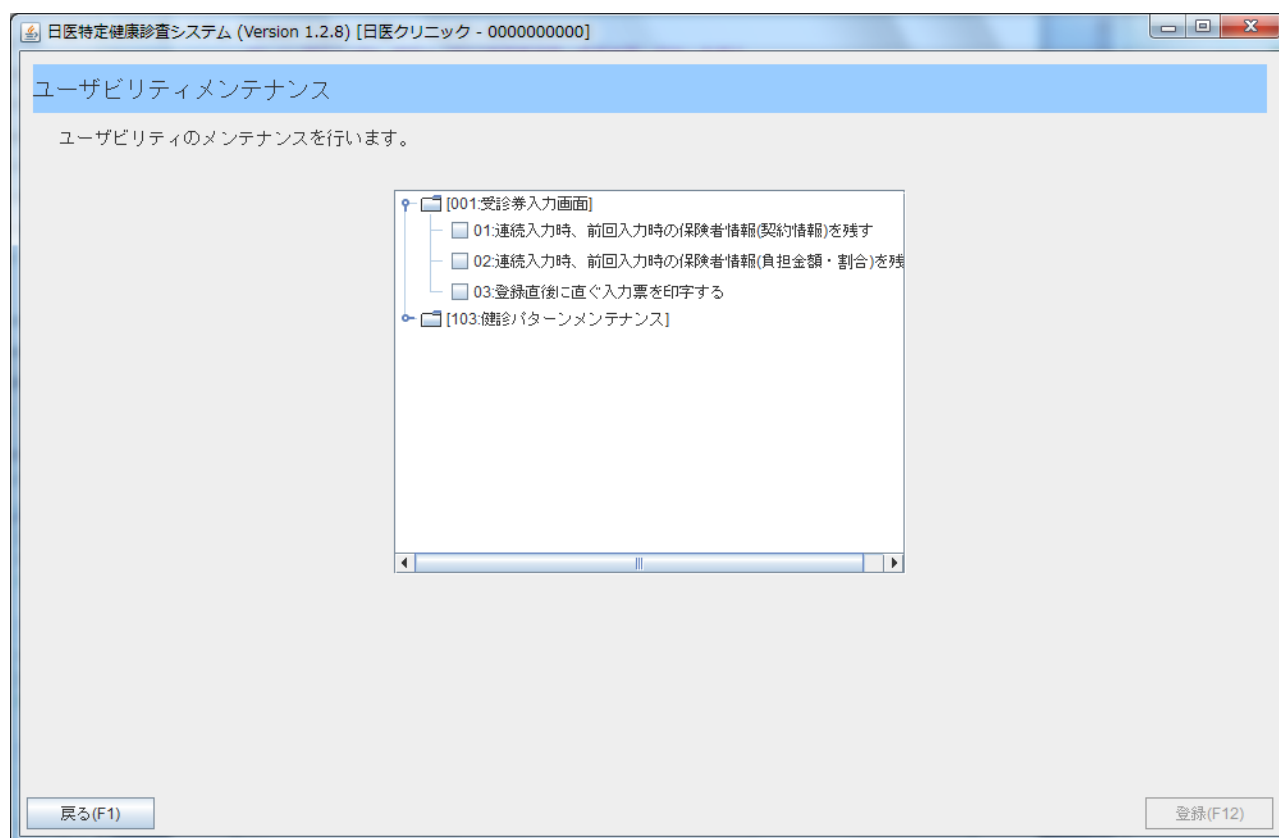 日医特定健康診査システム (Version 1.2.8) [日医クリニック - 0000000000]
ユーザビリティメンテナンス
ユーザビリティのメンテナンスを行います。
[001:受診券入力画面]
01:連続入力時、前回入力時の保険者情報(契約情報)を残す
02:連続入力時、前回入力時の保険者情報(負担金額・割合)を残
03:登録直後に直ぐ入力票を印字する
[103:健診パターンメンテナンス]
戻る(F1)
登録(F12)